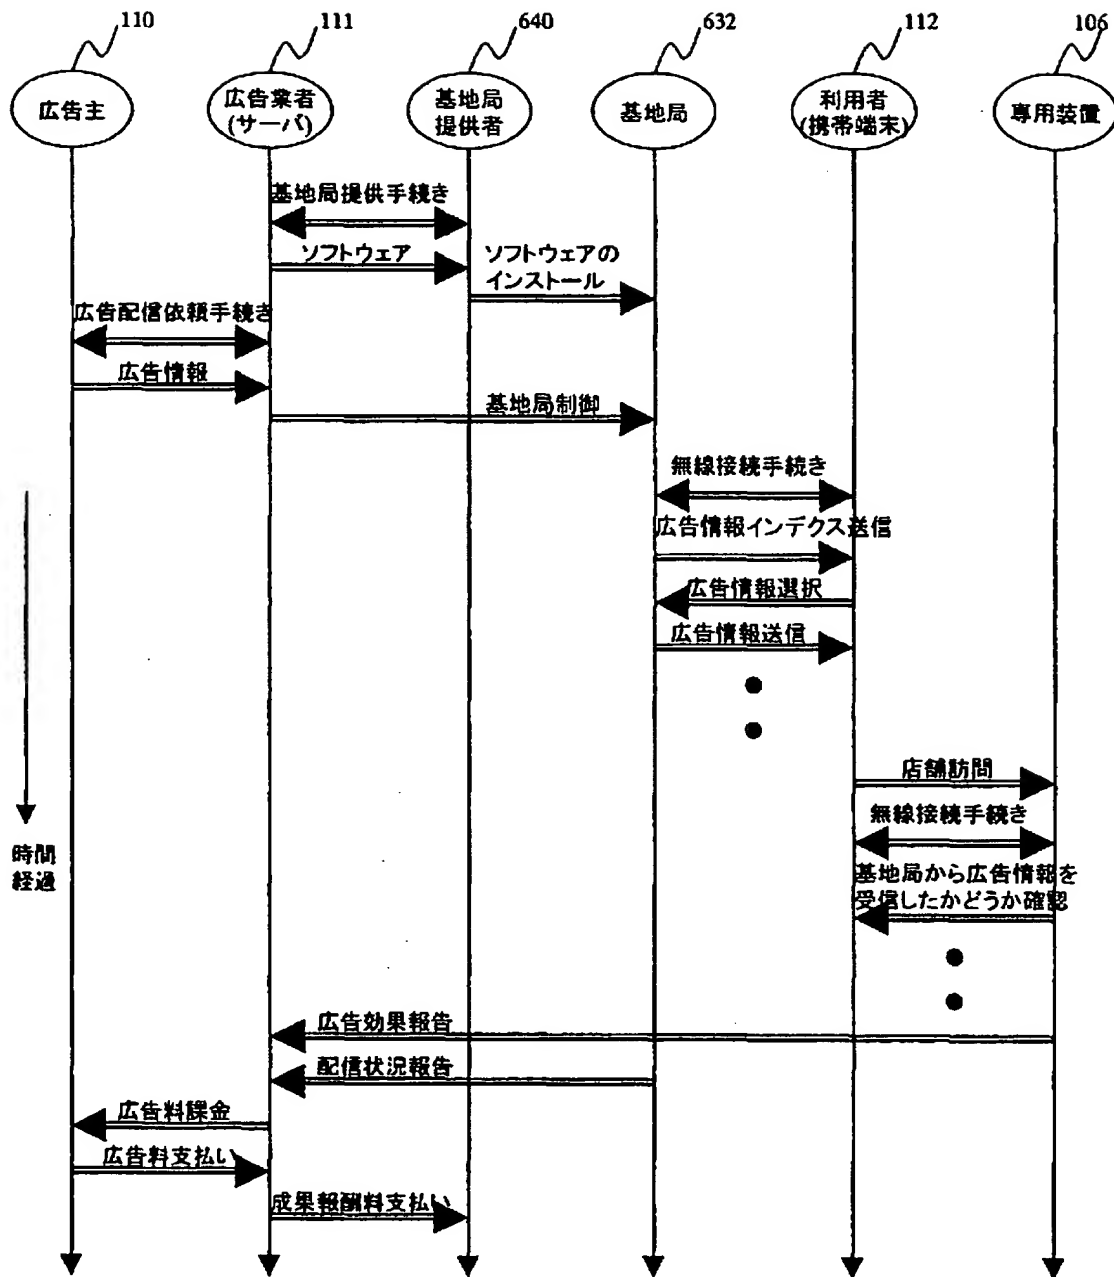 110
111
640
632
112
106
広告主
広告業者
(サーバ)
基地局
提供者
基地局
利用者
(携帯端末)
専用装置
基地局提供手続き
ソフトウェア
ソフトウェアの
インストール
広告配信依頼手続き
広告情報
基地局制御
無線接続手続き
広告情報インデクス送信
広告情報選択
広告情報送信
店舗訪問
無線接続手続き
時間
経過
基地局から広告情報を
受信したかどうか確認
広告効果報告
配信状況報告
広告料課金
広告料支払い
成果報酬料支払い